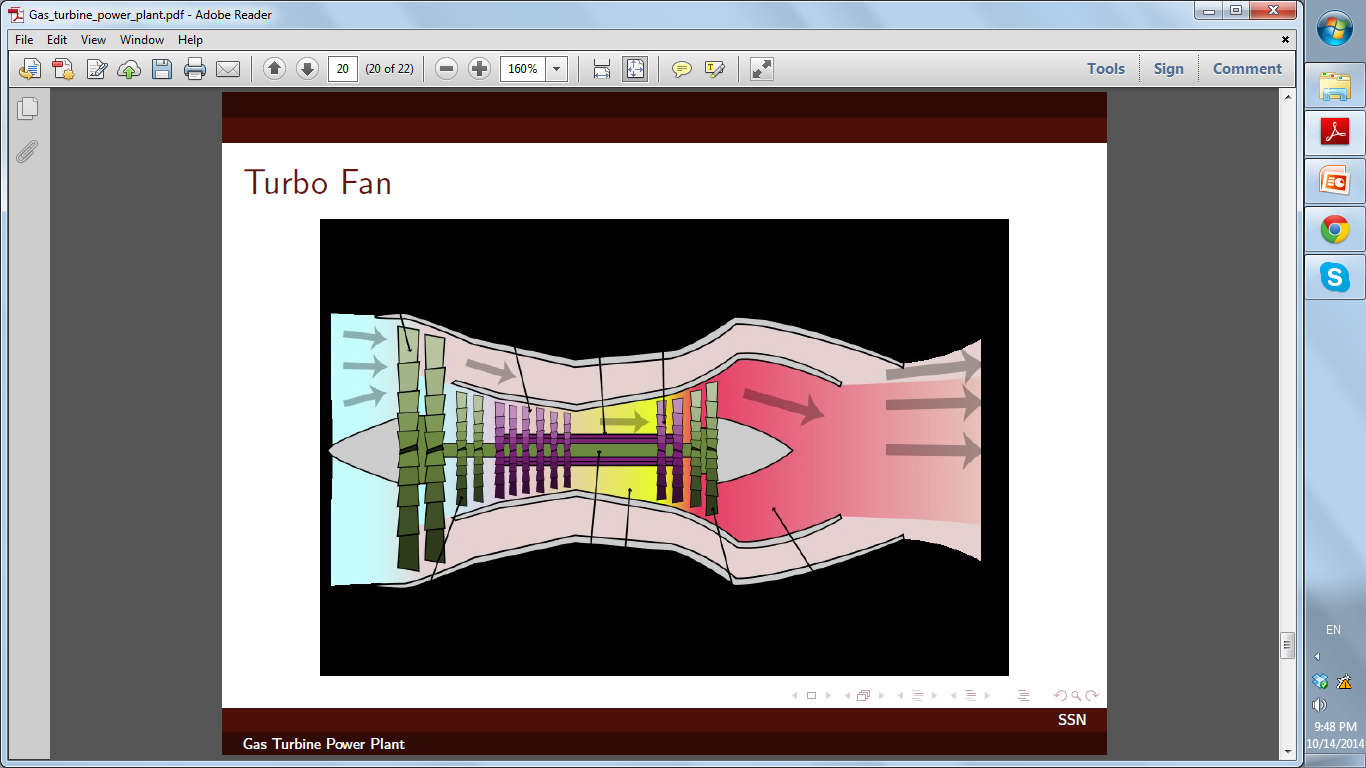 Gas_turbine_power_plant.pdf - Adobe Reader
File Edit View Window Help
20 (20 of 22) 160% Tools Sign Comment
Turbo Fan
SSN
Gas Turbine Power Plant
EN
9:48 PM
10/14/2014